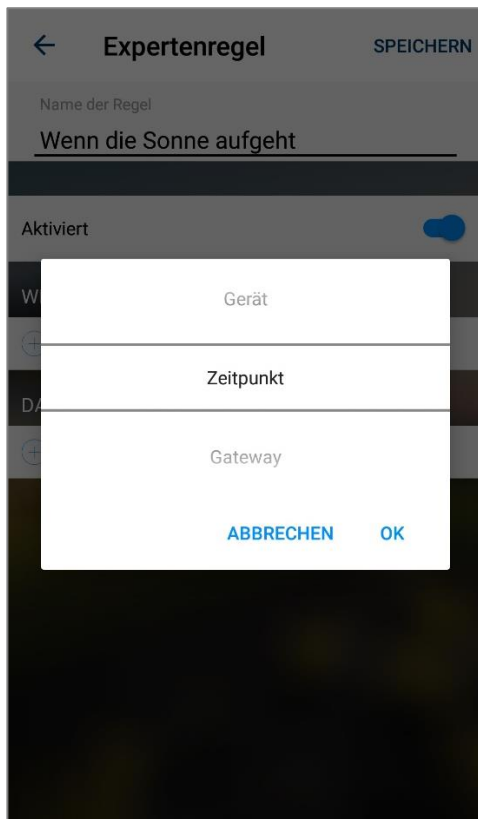 Expertenregel SPEICHERN
Name der Regel
Wenn die Sonne aufgeht
Aktiviert
Gerät
Zeitpunkt
Gateway
ABBRECHEN OK